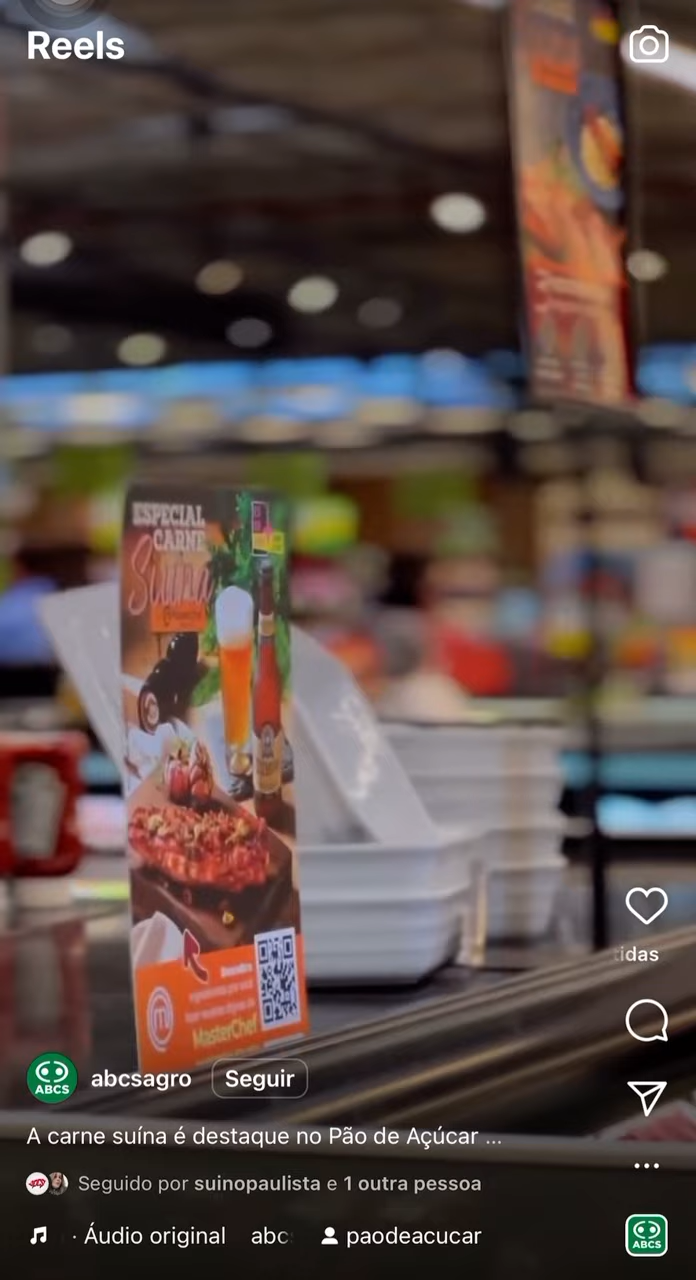 Reels
ESPECIAL
CARNE
Suína
MasterChef
tidas
ABCS
abcsagro
Seguir
A carne suína é destaque no Pão de Açúcar ...
Seguido por suinopaulista e 1 outra pessoa
· Áudio original abc paodeacucar
ABCS